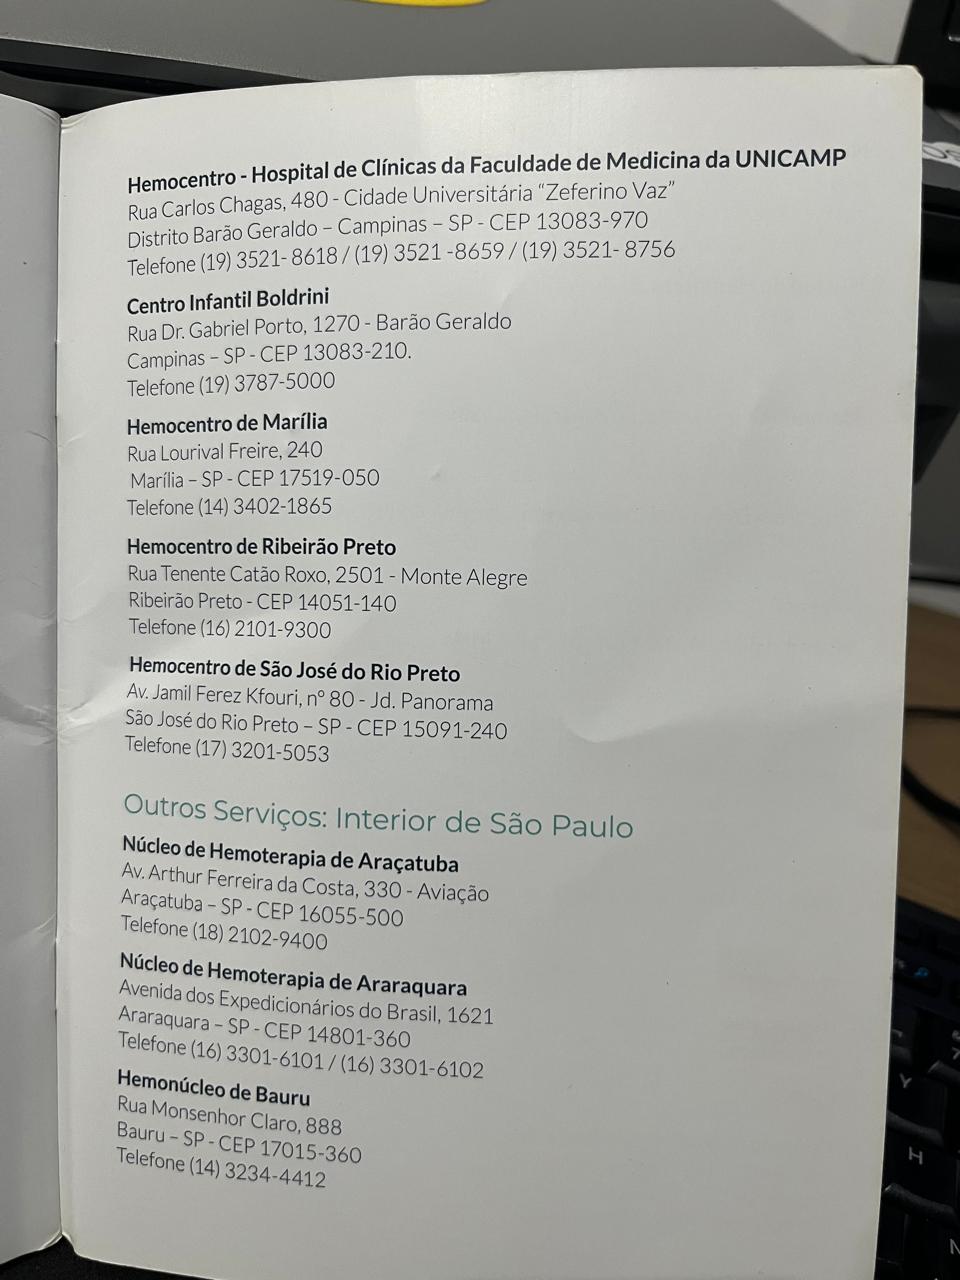 Hemocentro - Hospital de Clínicas da Faculdade de Medicina da UNICAMP
Rua Carlos Chagas, 480 - Cidade Universitária “Zeferino Vaz”
Distrito Barão Geraldo – Campinas – SP - CEP 13083-970
Telefone (19) 3521- 8618 / (19) 3521 -8659 / (19) 3521- 8756
Centro Infantil Boldrini
Rua Dr. Gabriel Porto, 1270 - Barão Geraldo
Campinas – SP - CEP 13083-210.
Telefone (19) 3787-5000
Hemocentro de Marília
Rua Lourival Freire, 240
Marília – SP - CEP 17519-050
Telefone (14) 3402-1865
Hemocentro de Ribeirão Preto
Rua Tenente Catão Roxo, 2501 - Monte Alegre
Ribeirão Preto - CEP 14051-140
Telefone (16) 2101-9300
Hemocentro de São José do Rio Preto
Av. Jamil Ferez Kfouri, nº 80 - Jd. Panorama
São José do Rio Preto – SP - CEP 15091-240
Telefone (17) 3201-5053
Outros Serviços: Interior de São Paulo
Núcleo de Hemoterapia de Araçatuba
Av. Arthur Ferreira da Costa, 330 - Aviação
Araçatuba – SP - CEP 16055-500
Telefone (18) 2102-9400
Núcleo de Hemoterapia de Araraquara
Avenida dos Expedicionários do Brasil, 1621
Araraquara – SP - CEP 14801-360
Telefone (16) 3301-6101 / (16) 3301-6102
Hemonúcleo de Bauru
Rua Monsenhor Claro, 888
Bauru – SP - CEP 17015-360
Telefone (14) 3234-4412
Y
H